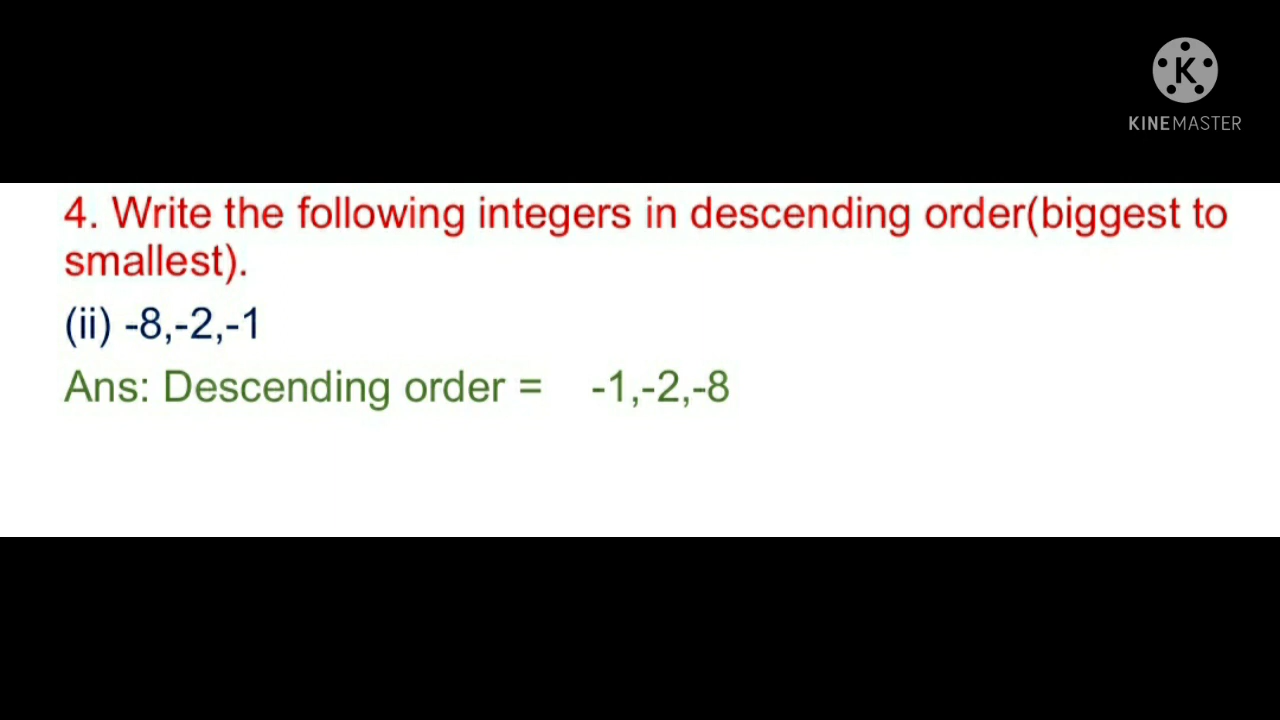 K
KINEMASTER
4. Write the following integers in descending order(biggest to
smallest).
(ii) -8,-2,-1
Ans: Descending order = -1,-2,-8